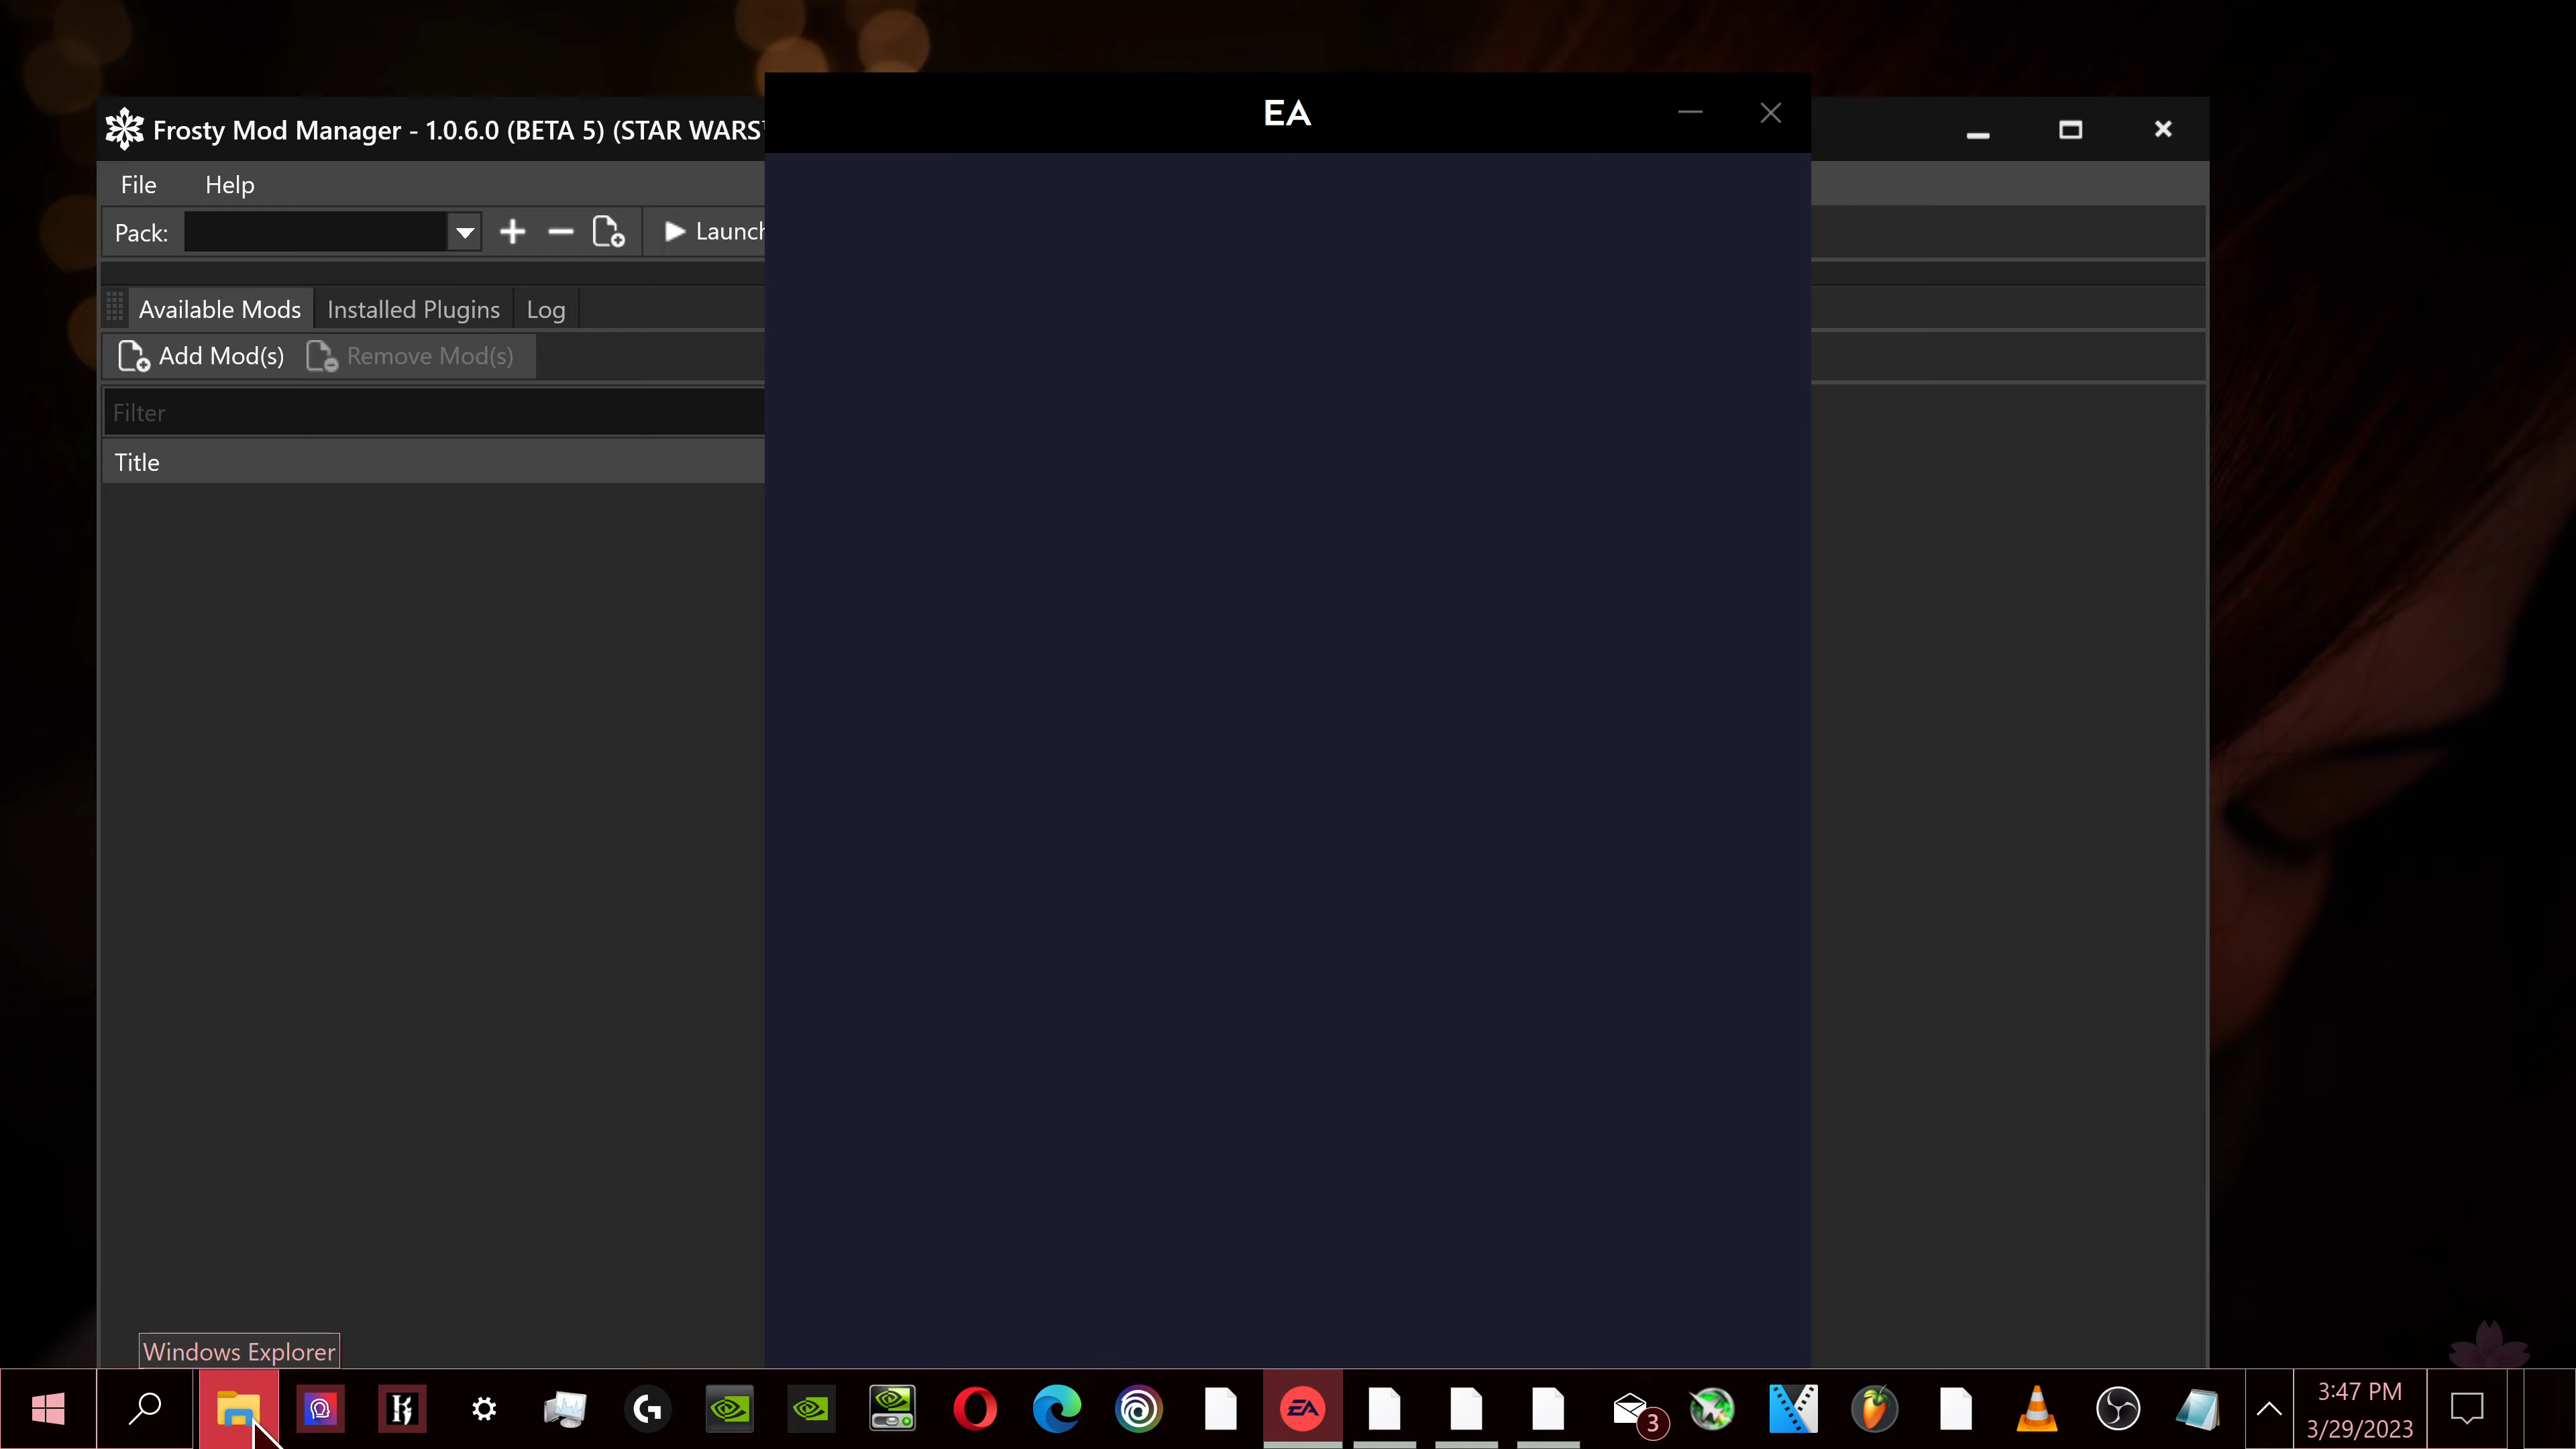 EA
Frosty Mod Manager - 1.0.6.0 (BETA 5) (STAR WARS
File Help
Pack: Launch
Available Mods Installed Plugins Log
Add Mod(s) Remove Mod(s)
Filter
Title
Windows Explorer
EA
3
3:47 PM
3/29/2023